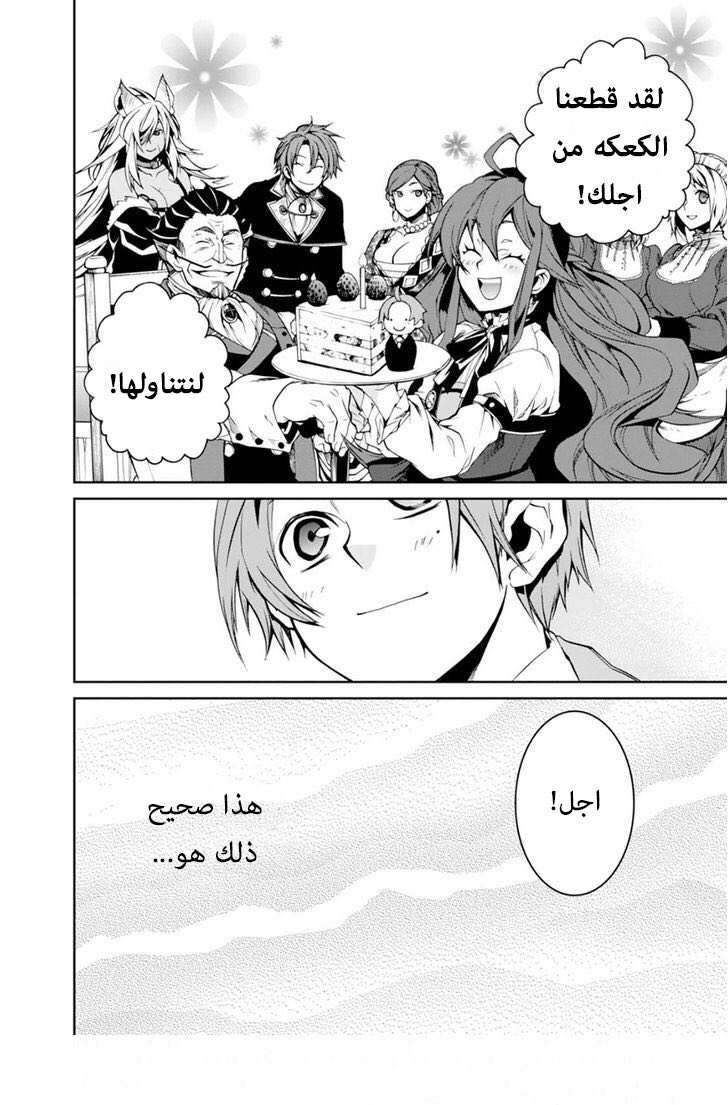 لقد قطعنا
الكعكه من
اجلك!
لنتناولها!
اجل!
هذا صحيح
ذلك هو...